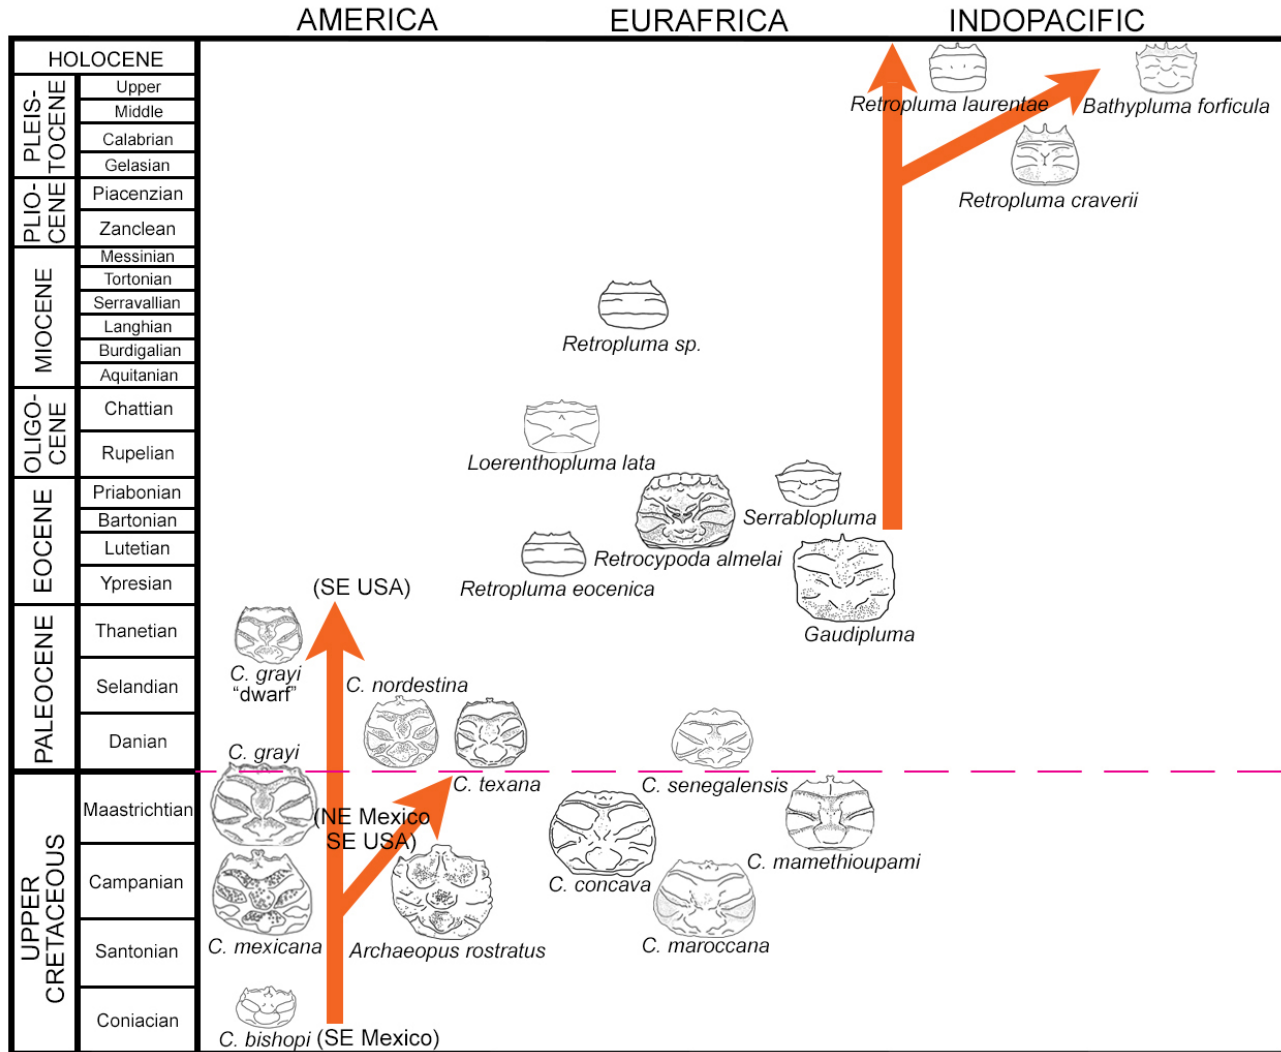 AMERICA EURAFRICA INDOPACIFIC
HOLOCENE
PLEIS-
TOCENE
Upper
Middle
Calabrian
Gelasian
PLIO-
CENE
Piacenzian
Zanclean
MIOCENE
Messinian
Tortonian
Serravallian
Langhian
Burdigalian
Aquitanian
OLIGO-
CENE
Chattian
Rupelian
EOCENE
Priabonian
Bartonian
Lutetian
Ypresian
PALEOCENE
Thanetian
Selandian
Danian
UPPER
CRETACEOUS
Maastrichtian
Campanian
Santonian
Coniacian
Retropluma laurentae
Bathypluma forficula
Retropluma craverii
Retropluma sp.
Loerenthopluma lata
Serrablopluma
Retrocypoda almelai
Retropluma eocenica
Gaudipluma
(SE USA)
C. grayi
"dwarf"
C. nordestina
C. grayi
C. texana
C. senegalensis
(NE Mexico
SE USA)
C. mamethioupami
C. concava
C. mexicana
Archaeopus rostratus
C. maroccana
C. bishopi (SE Mexico)